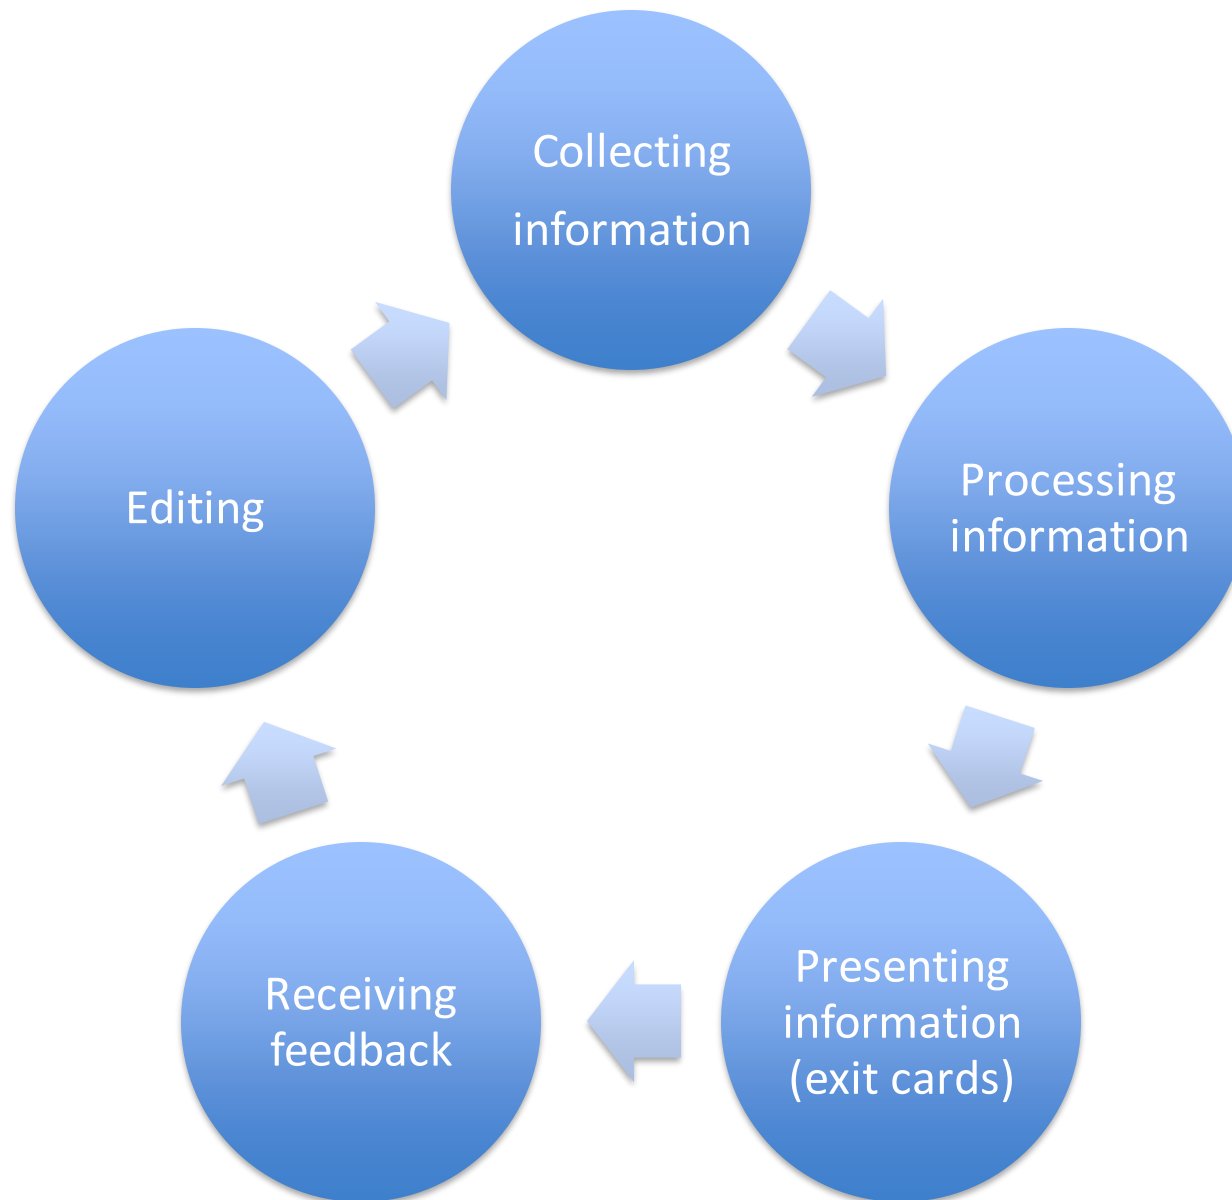 Collecting
information
Processing
information
Presenting
information
(exit cards)
Receiving
feedback
Editing